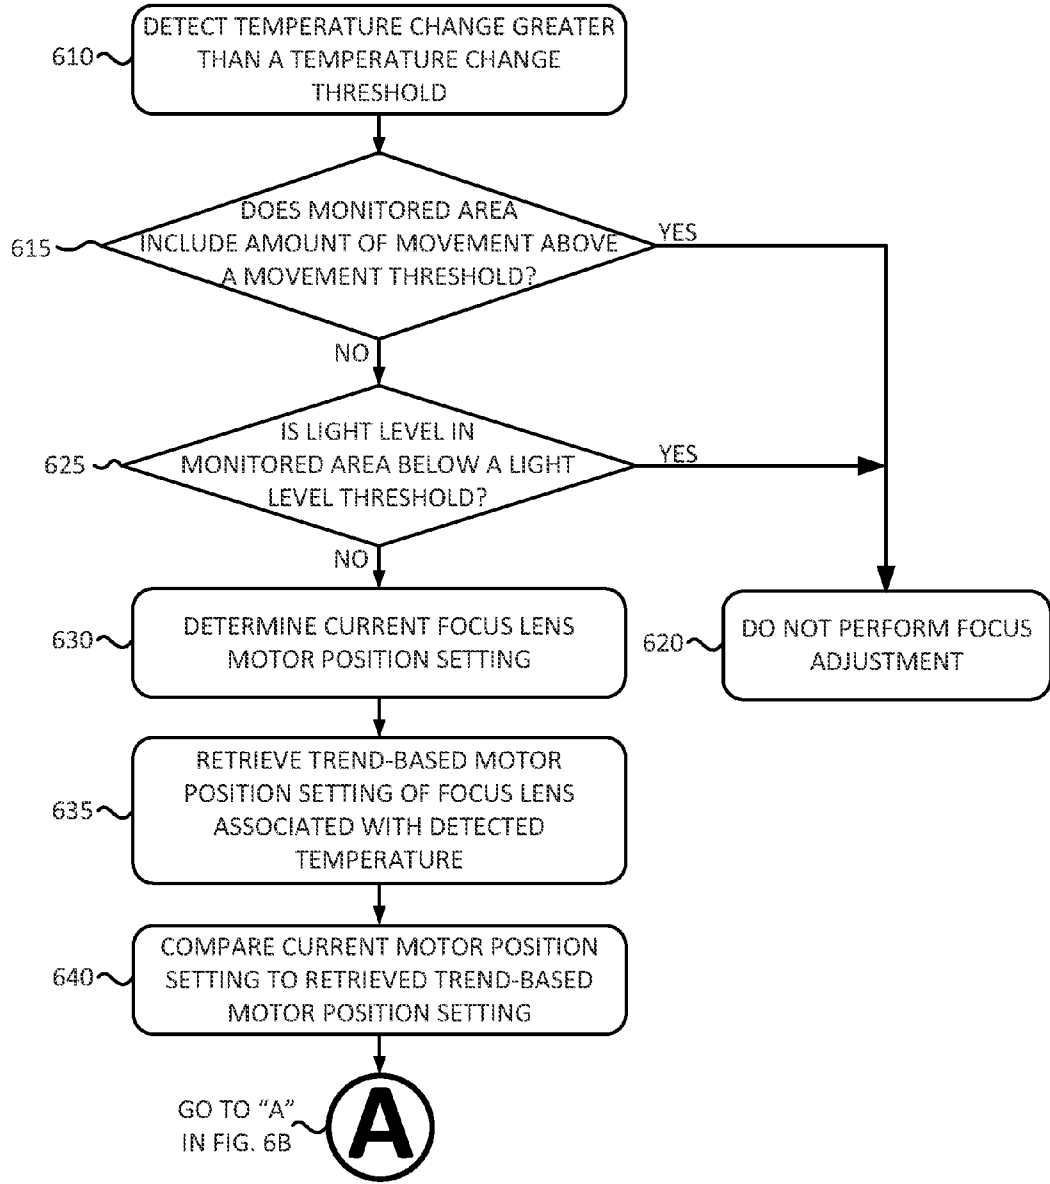 DETECT TEMPERATURE CHANGE GREATER
THAN A TEMPERATURE CHANGE
THRESHOLD
610
DOES MONITORED AREA
INCLUDE AMOUNT OF MOVEMENT ABOVE
A MOVEMENT THRESHOLD?
615
YES
NO
IS LIGHT LEVEL IN
MONITORED AREA BELOW A LIGHT
LEVEL THRESHOLD?
625
YES
NO
DETERMINE CURRENT FOCUS LENS
MOTOR POSITION SETTING
630
DO NOT PERFORM FOCUS
ADJUSTMENT
620
RETRIEVE TREND-BASED MOTOR
POSITION SETTING OF FOCUS LENS
ASSOCIATED WITH DETECTED
TEMPERATURE
635
COMPARE CURRENT MOTOR POSITION
SETTING TO RETRIEVED TREND-BASED
MOTOR POSITION SETTING
640
GO TO “A”
IN FIG. 6B
A